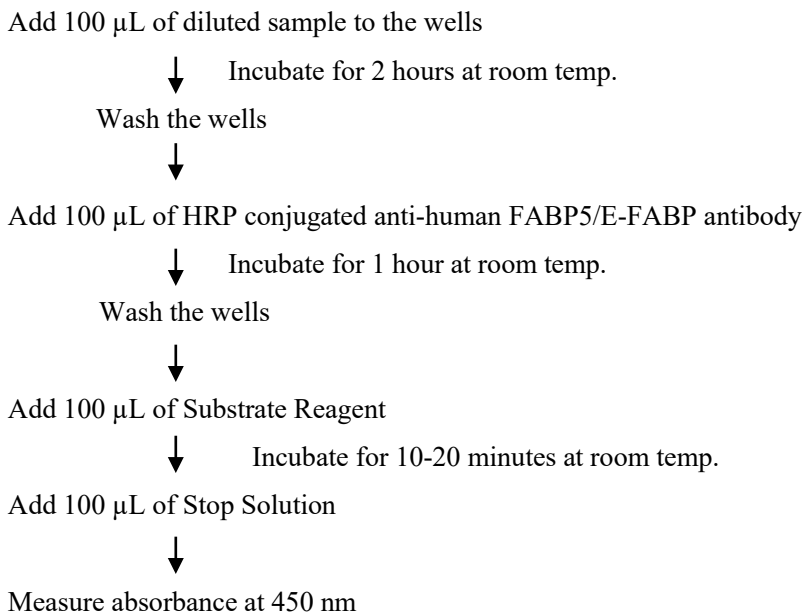 Add 100 µL of diluted sample to the wells
Incubate for 2 hours at room temp.
Wash the wells
Add 100 µL of HRP conjugated anti-human FABP5/E-FABP antibody
Incubate for 1 hour at room temp.
Wash the wells
Add 100 µL of Substrate Reagent
Incubate for 10-20 minutes at room temp.
Add 100 µL of Stop Solution
Measure absorbance at 450 nm